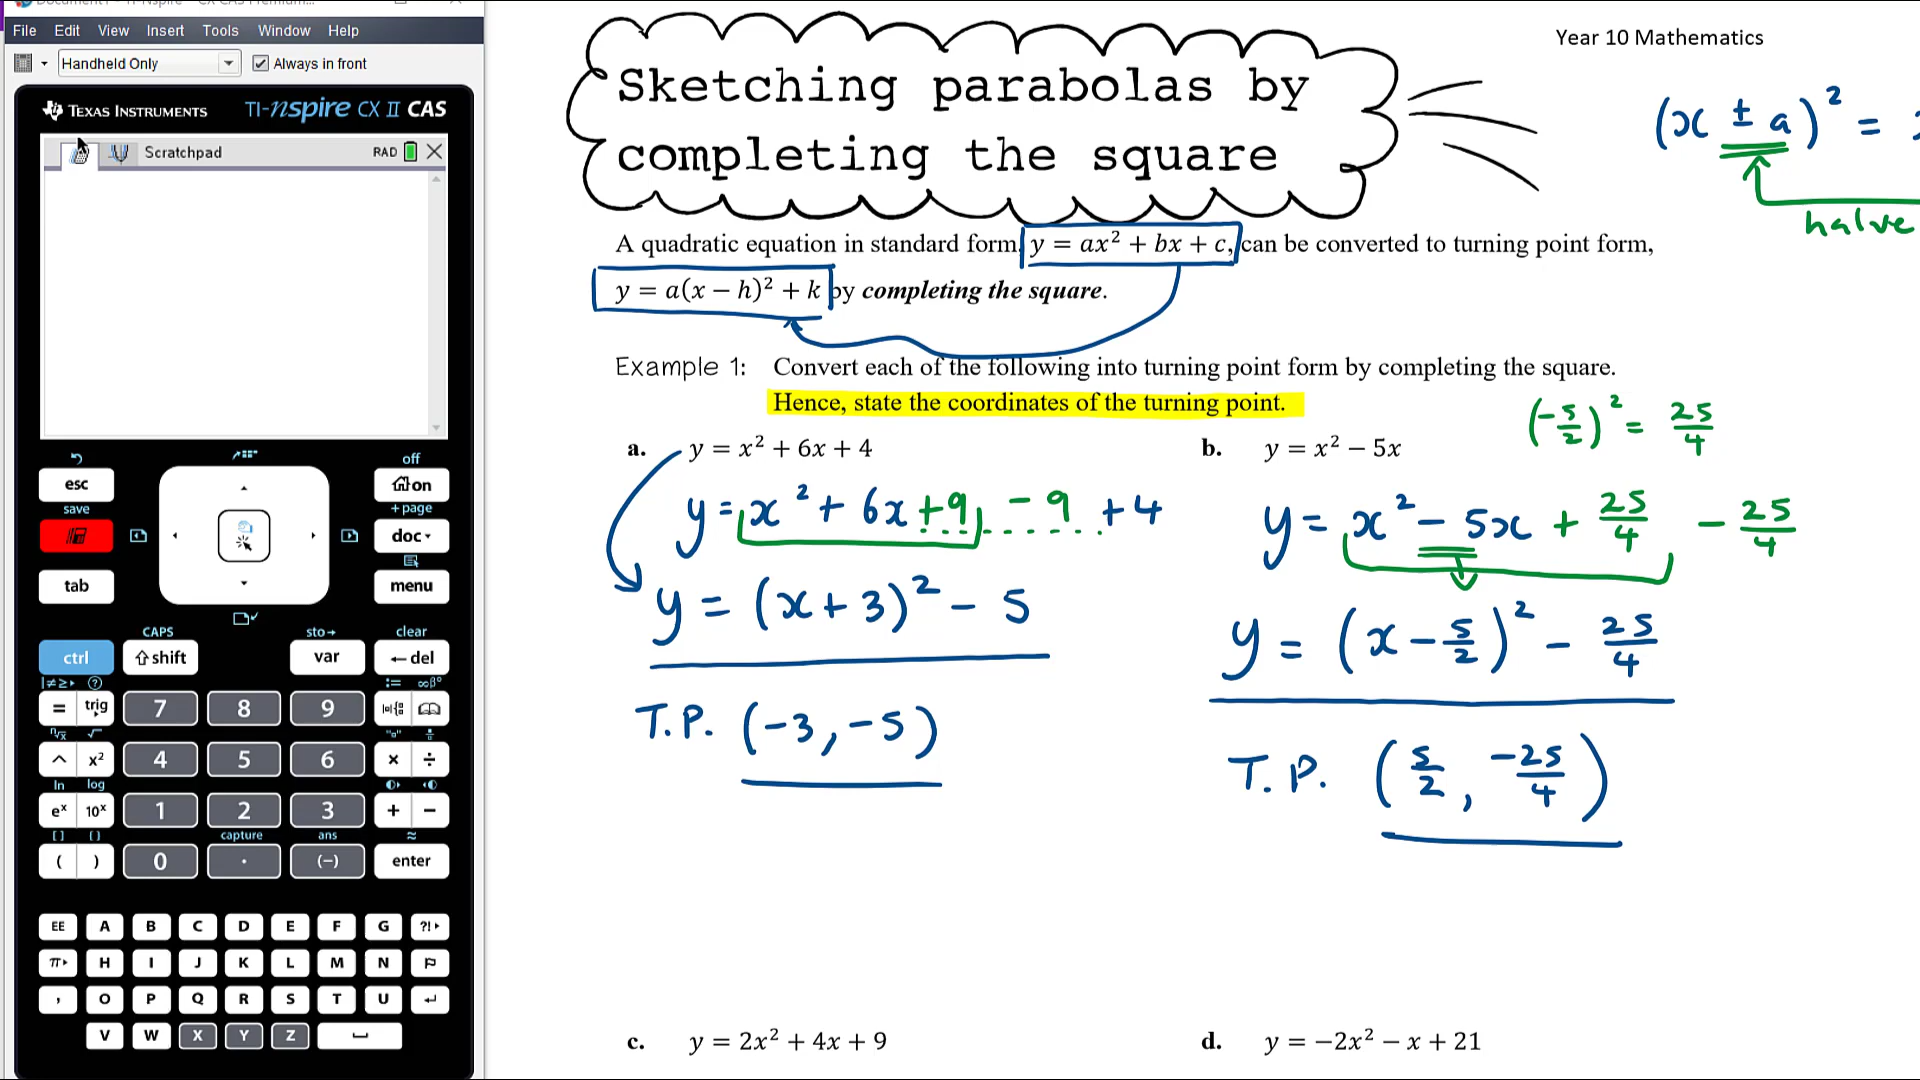 File Edit View Insert Tools Window Help
Handheld Only Always in front
TEXAS INSTRUMENTS TI-nspire CX II CAS
Scratchpad RAD
off
esc on
save + page
doc
tab menu
CAPS sto→ clear
ctrl ⇧shift var ←del
|≠≥▸ ? := ∞β°
= trig 7 8 9
ⁿ√x √
^ x² 4 5 6 × ÷
ln log
eˣ 10ˣ 1 2 3 + −
[ ] { } capture ans ≈
( ) 0 . (−) enter
EE A B C D E F G ?!▸
π▸ H I J K L M N
, O P Q R S T U ↵
V W X Y Z
Year 10 Mathematics
Sketching parabolas by
completing the square
(x ± a)² =
halve
A quadratic equation in standard form, y = ax² + bx + c, can be converted to turning point form,
y = a(x − h)² + k by completing the square.
Example 1: Convert each of the following into turning point form by completing the square.
Hence, state the coordinates of the turning point.
a. y = x² + 6x + 4
y = x² + 6x + 9 − 9 + 4
y = (x + 3)² − 5
T.P. (−3, −5)
b. y = x² − 5x
(−5/2)² = 25/4
y = x² − 5x + 25/4 − 25/4
y = (x − 5/2)² − 25/4
T.P. (5/2, −25/4)
c. y = 2x² + 4x + 9
d. y = −2x² − x + 21